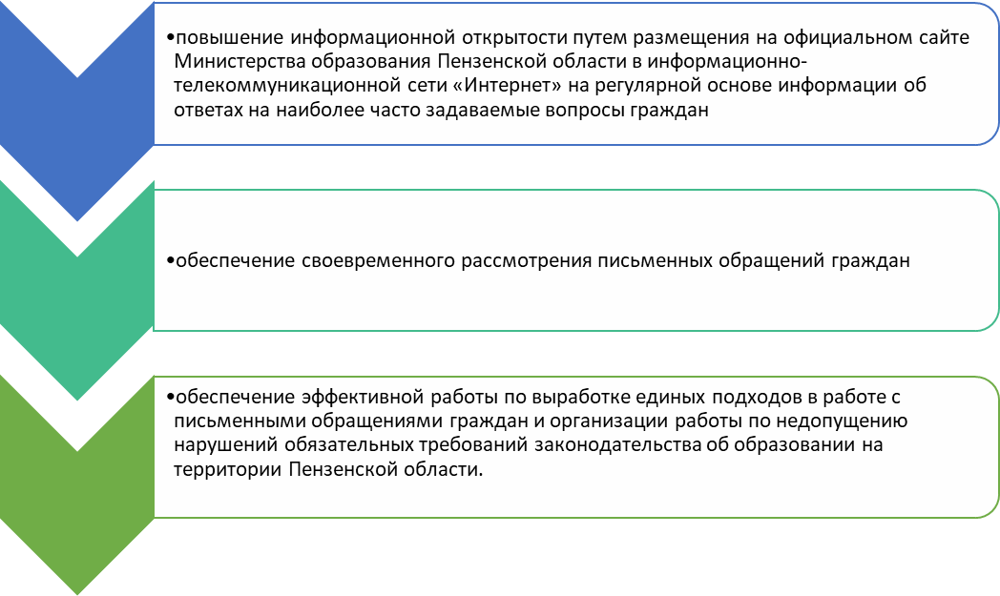 •повышение информационной открытости путем размещения на официальном сайте
Министерства образования Пензенской области в информационно-
телекоммуникационной сети «Интернет» на регулярной основе информации об
ответах на наиболее часто задаваемые вопросы граждан
•обеспечение своевременного рассмотрения письменных обращений граждан
•обеспечение эффективной работы по выработке единых подходов в работе с
письменными обращениями граждан и организации работы по недопущению
нарушений обязательных требований законодательства об образовании на
территории Пензенской области.